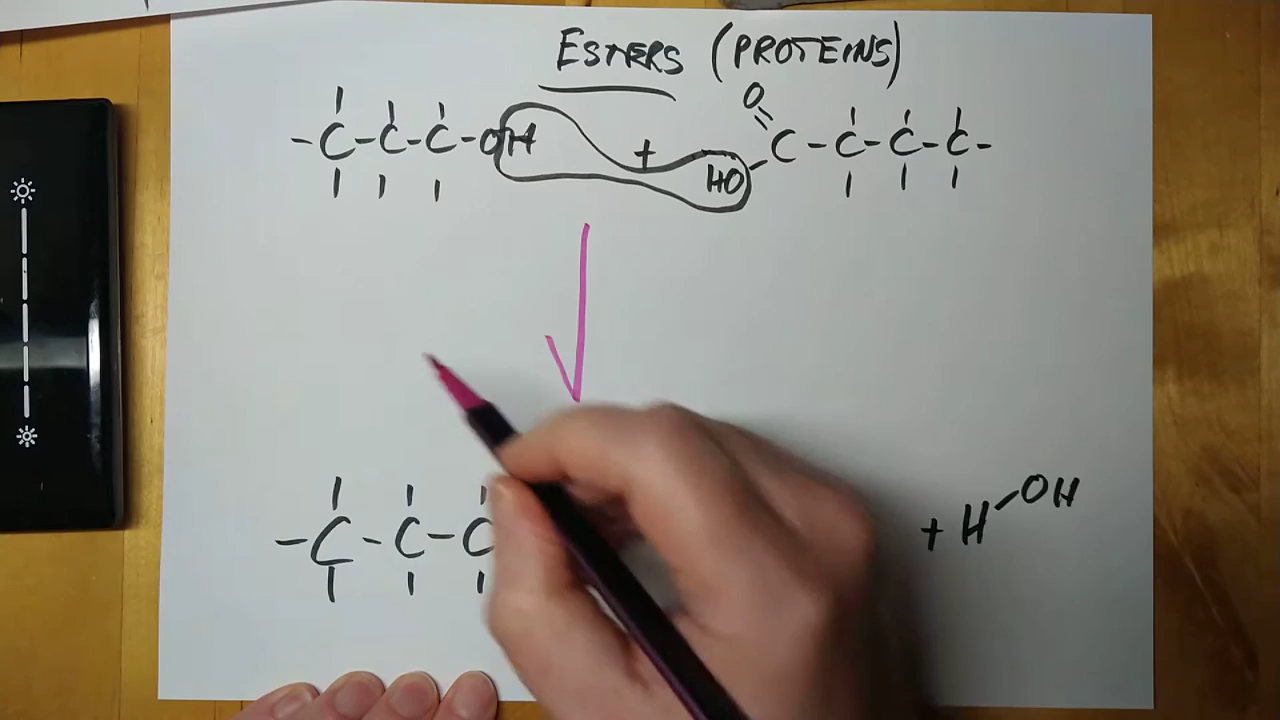 ESTERS (PROTEINS)
O
-C-C-C-OH + HO-C-C-C-C-
-C-C-C + H-OH